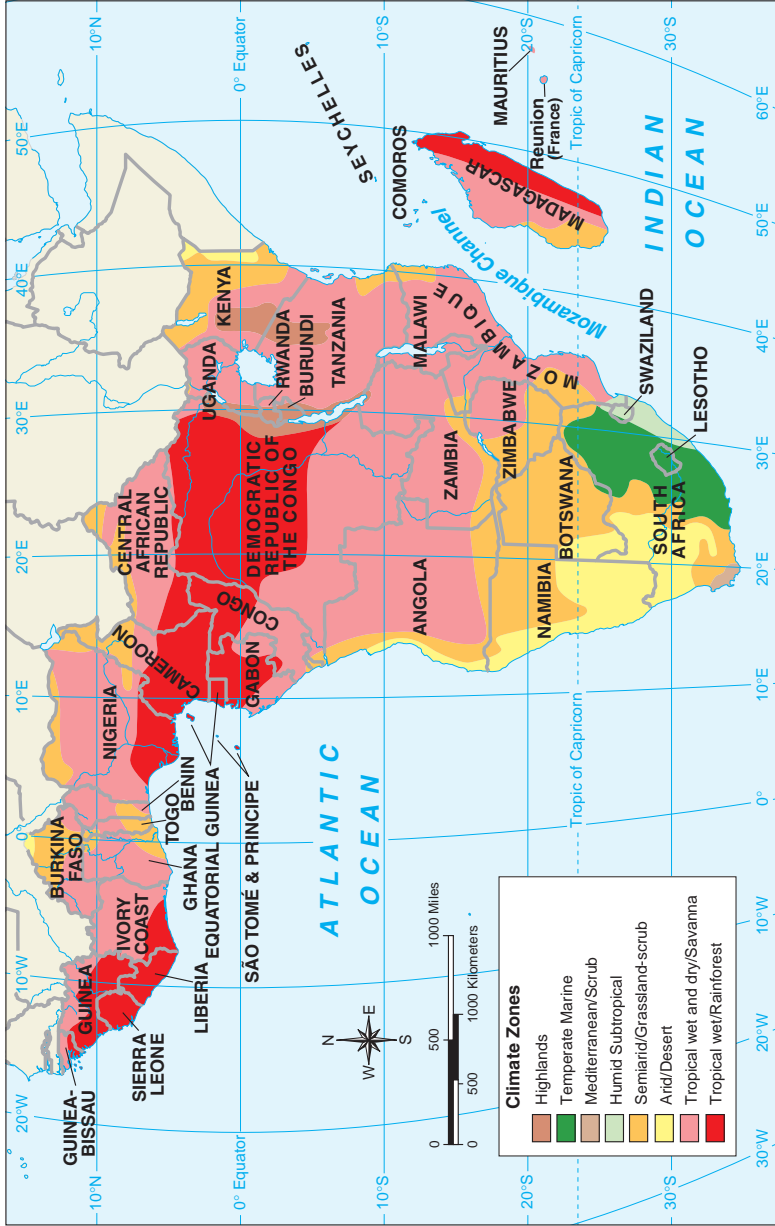 20°W
10°W
0°
10°E
20°E
30°E
40°E
50°E
10°N
10°N
GUINEA-
BISSAU
GUINEA
SIERRA
LEONE
LIBERIA
IVORY
COAST
BURKINA
FASO
GHANA
TOGO
BENIN
NIGERIA
CAMEROON
CENTRAL
AFRICAN
REPUBLIC
EQUATORIAL GUINEA
SÃO TOMÉ & PRINCIPE
GABON
CONGO
DEMOCRATIC
REPUBLIC OF
THE CONGO
UGANDA
KENYA
RWANDA
BURUNDI
TANZANIA
0° Equator
0° Equator
SEYCHELLES
COMOROS
ATLANTIC
OCEAN
ANGOLA
ZAMBIA
MALAWI
MOZAMBIQUE
Mozambique Channel
MADAGASCAR
MAURITIUS
Reunion
(France)
10°S
10°S
ZIMBABWE
NAMIBIA
BOTSWANA
SOUTH
AFRICA
SWAZILAND
LESOTHO
INDIAN
OCEAN
20°S
20°S
Tropic of Capricorn
Tropic of Capricorn
30°S
30°S
30°W
20°W
10°W
0°
10°E
20°E
30°E
50°E
60°E
N
W
E
S
0
500
1000 Miles
0
500
1000 Kilometers
Climate Zones
Highlands
Temperate Marine
Mediterranean/Scrub
Humid Subtropical
Semiarid/Grassland-scrub
Arid/Desert
Tropical wet and dry/Savanna
Tropical wet/Rainforest